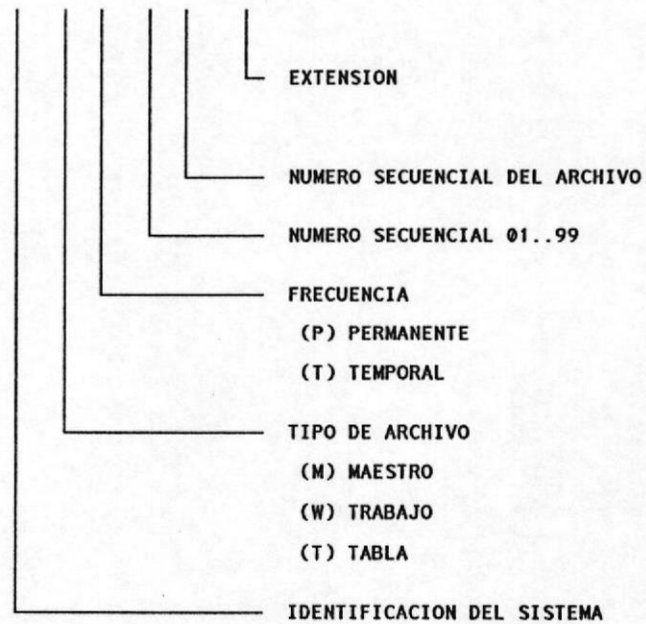 EXTENSION
NUMERO SECUENCIAL DEL ARCHIVO
NUMERO SECUENCIAL 01..99
FRECUENCIA
(P) PERMANENTE
(T) TEMPORAL
TIPO DE ARCHIVO
(M) MAESTRO
(W) TRABAJO
(T) TABLA
IDENTIFICACION DEL SISTEMA